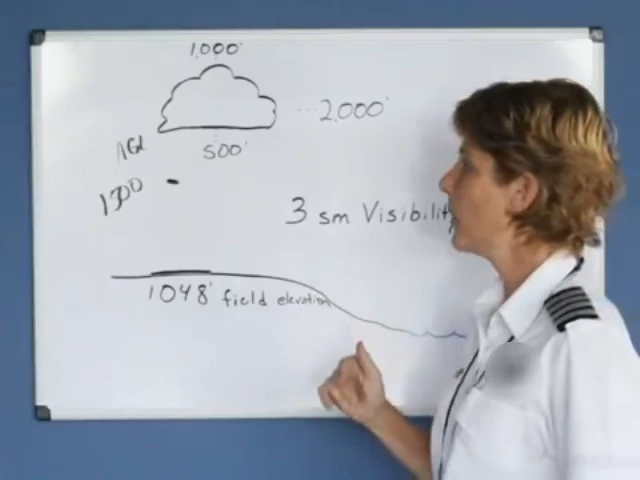 1,000'
2,000'
AGL
500'
1300
3 sm Visibility
1048' field elevation